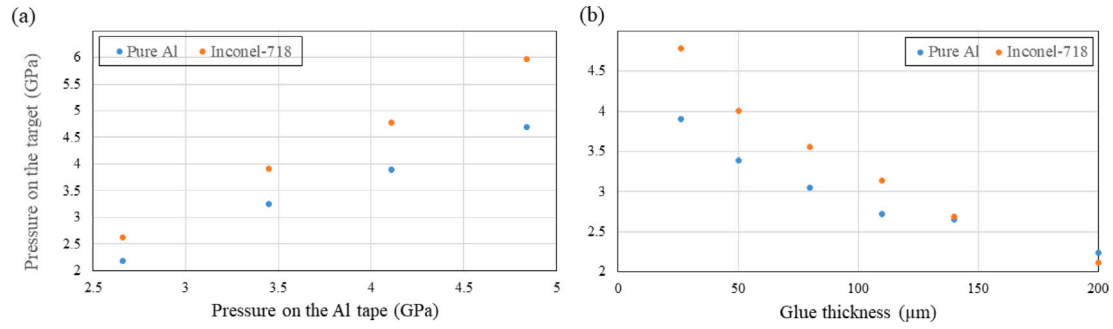 (a)
Pressure on the target (GPa)
Pure Al Inconel-718
6
5.5
5
4.5
4
3.5
3
2.5
2
2.5 3 3.5 4 4.5 5
Pressure on the Al tape (GPa)
(b)
Pure Al Inconel-718
4.5
4
3.5
3
2.5
2
0 50 100 150 200
Glue thickness (μm)